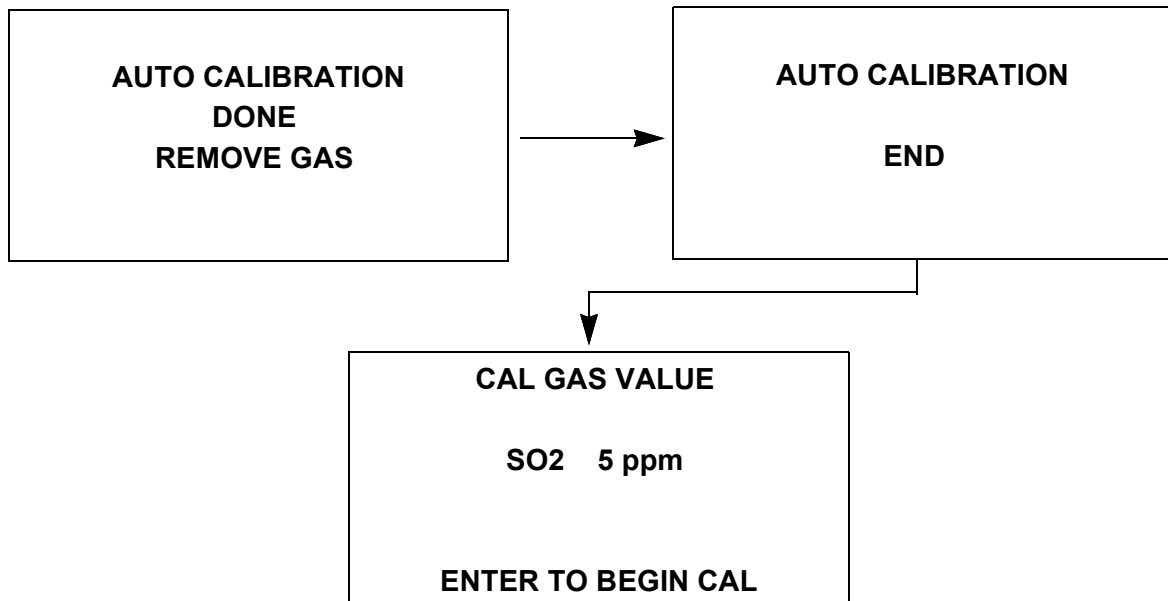 AUTO CALIBRATION
DONE
REMOVE GAS
AUTO CALIBRATION
END
CAL GAS VALUE
SO2 5 ppm
ENTER TO BEGIN CAL